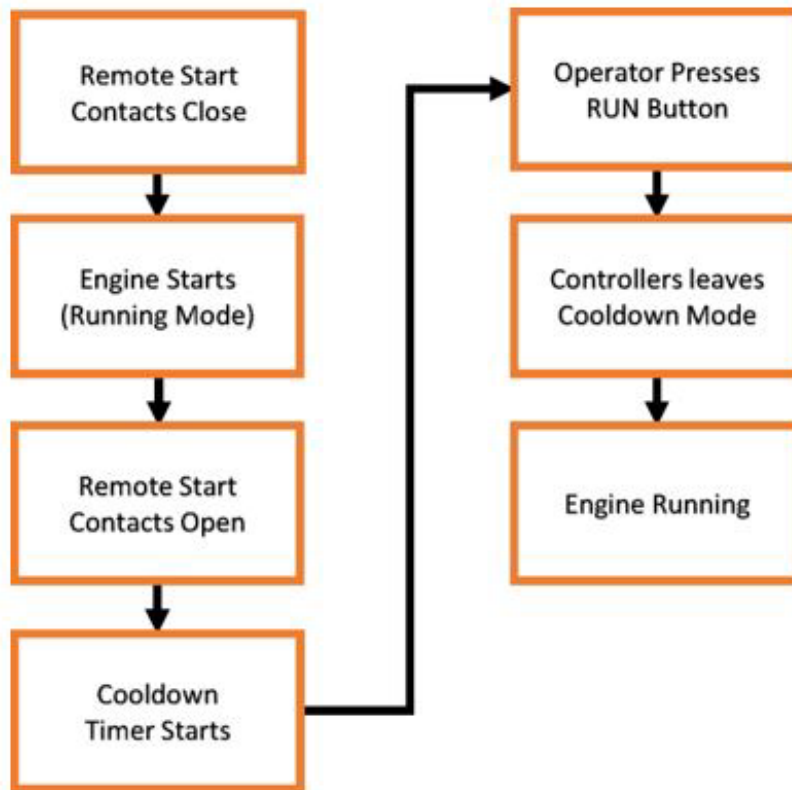 Remote Start
Contacts Close
Engine Starts
(Running Mode)
Remote Start
Contacts Open
Cooldown
Timer Starts
Operator Presses
RUN Button
Controllers leaves
Cooldown Mode
Engine Running